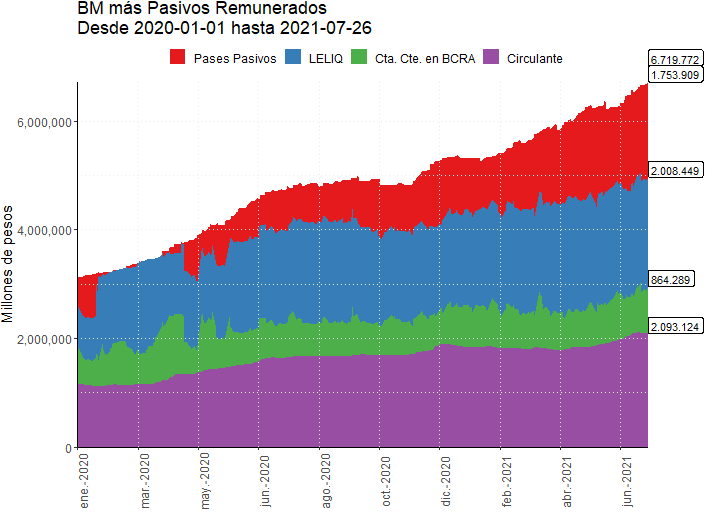 BM más Pasivos Remunerados
Desde 2020-01-01 hasta 2021-07-26
Pases Pasivos LELIQ Cta. Cte. en BCRA Circulante
6.719.772
1.753.909
6,000,000
2.008.449
4,000,000
Millones de pesos
864.289
2.093.124
2,000,000
0
ene.-2020 mar.-2020 may.-2020 jun.-2020 ago.-2020 oct.-2020 dic.-2020 feb.-2021 abr.-2021 jun.-2021